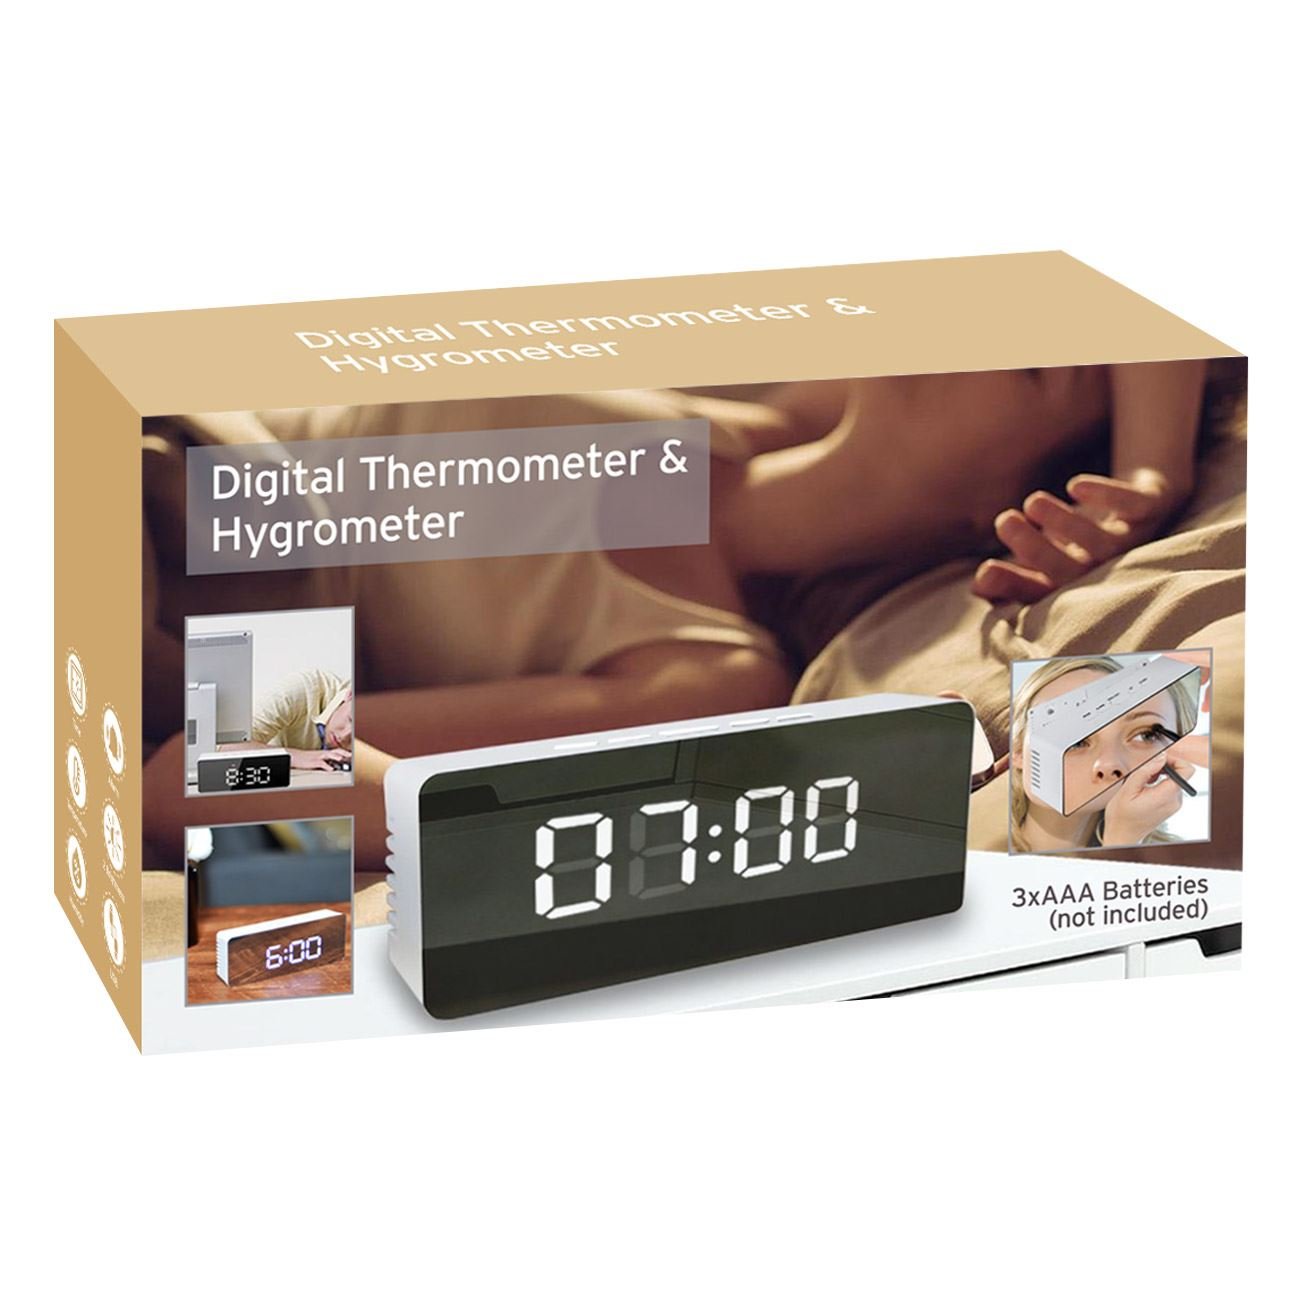 Digital Thermometer &
Hygrometer
Digital Thermometer &
Hygrometer
8:30
6:00
07:00
3xAAA Batteries
(not included)